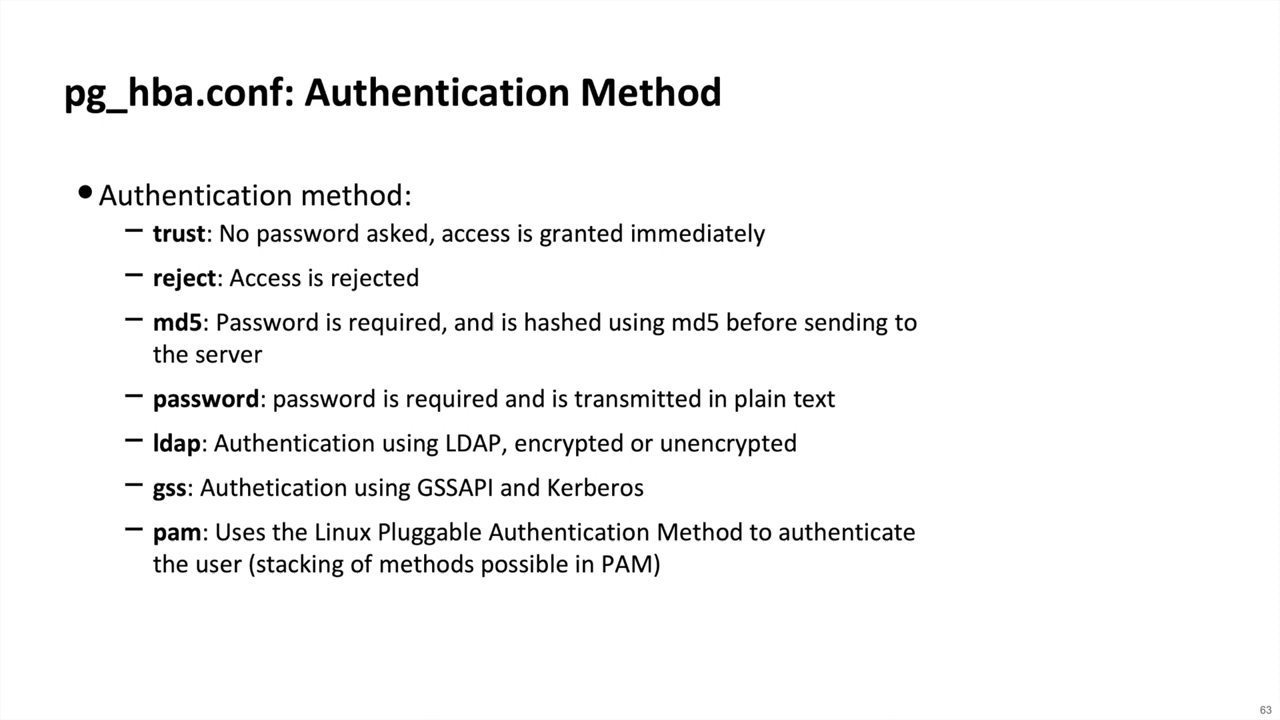 pg_hba.conf: Authentication Method
• Authentication method:
– trust: No password asked, access is granted immediately
– reject: Access is rejected
– md5: Password is required, and is hashed using md5 before sending to
the server
– password: password is required and is transmitted in plain text
– ldap: Authentication using LDAP, encrypted or unencrypted
– gss: Authetication using GSSAPI and Kerberos
– pam: Uses the Linux Pluggable Authentication Method to authenticate
the user (stacking of methods possible in PAM)
63